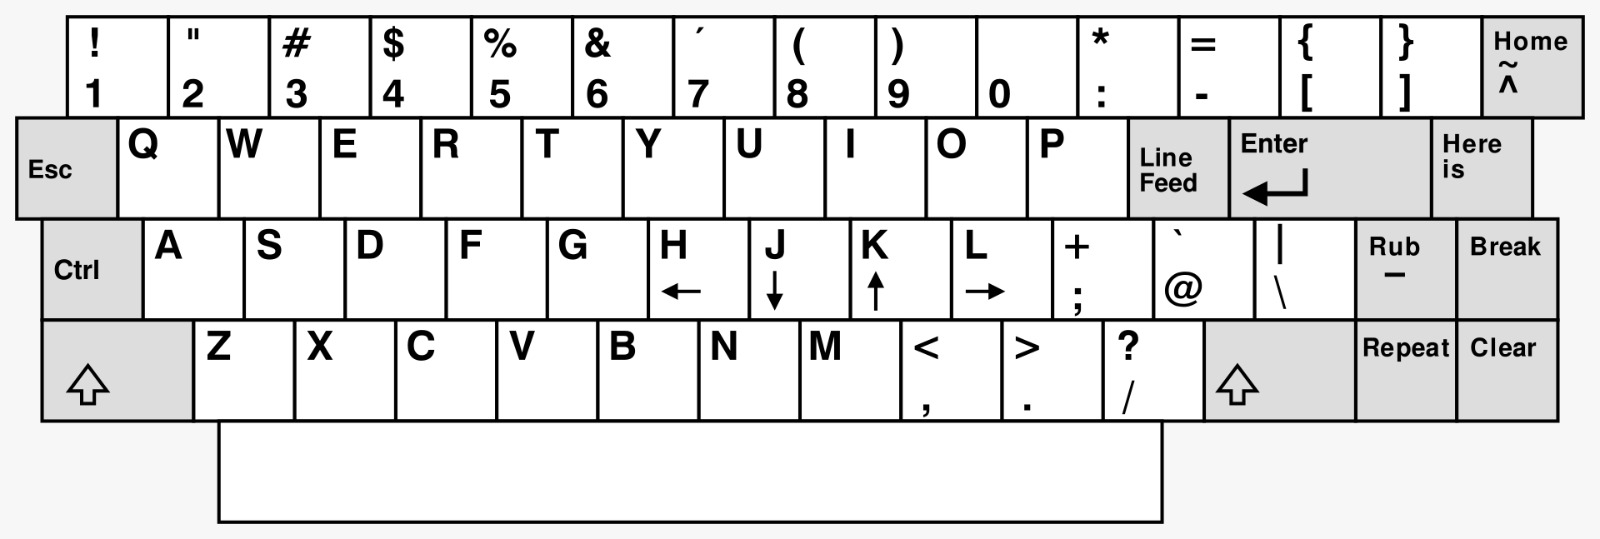 ! " # $ % & ´ ( ) * = { } Home
1 2 3 4 5 6 7 8 9 0 : - [ ] ~ ^
Esc Q W E R T Y U I O P Line Feed Enter Here is
Ctrl A S D F G H J K L + ` | Rub Break
← ↓ ↑ → ; @ \ _
Z X C V B N M < > ? Repeat Clear
, . /